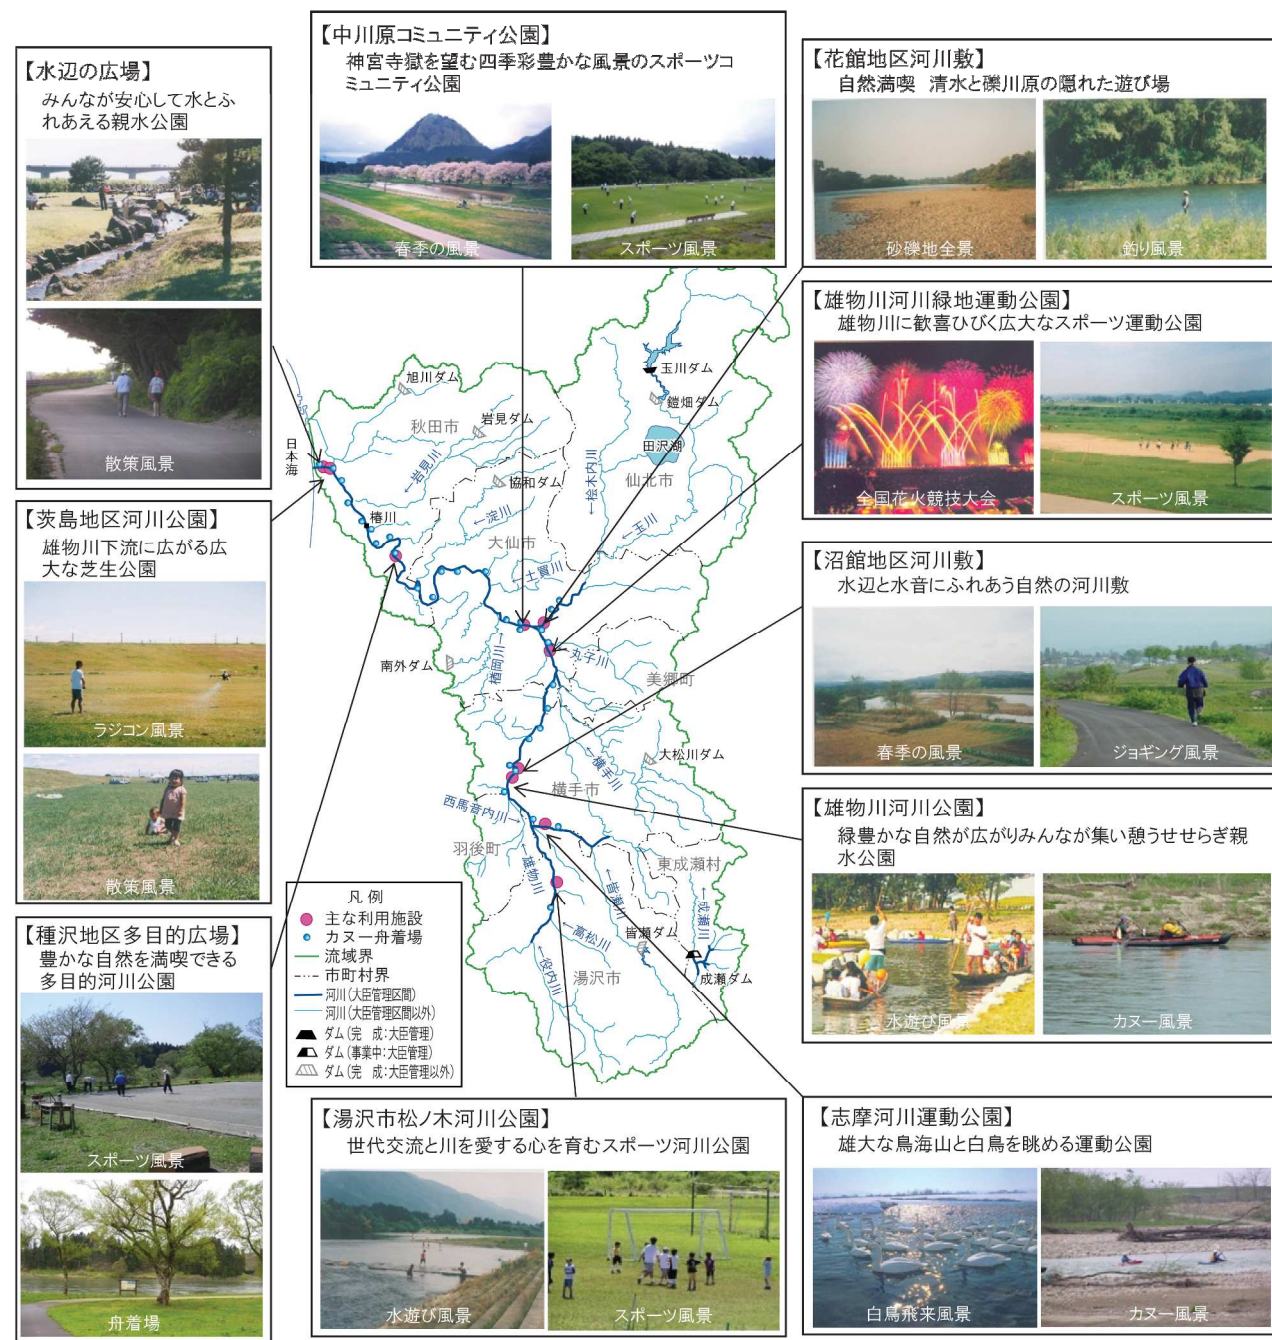 【水辺の広場】
みんなが安心して水とふ
れあえる親水公園
散策風景
【茨島地区河川公園】
雄物川下流に広がる広
大な芝生公園
ラジコン風景
散策風景
【種沢地区多目的広場】
豊かな自然を満喫できる
多目的河川公園
スポーツ風景
舟着場
【中川原コミュニティ公園】
神宮寺嶽を望む四季彩豊かな風景のスポーツコ
ミュニティ公園
春季の風景
スポーツ風景
【花館地区河川敷】
自然満喫 清水と礫川原の隠れた遊び場
砂礫地全景
釣り風景
【雄物川河川緑地運動公園】
雄物川に歓喜ひびく広大なスポーツ運動公園
全国花火競技大会
スポーツ風景
【沼館地区河川敷】
水辺と水音にふれあう自然の河川敷
春季の風景
ジョギング風景
【雄物川河川公園】
緑豊かな自然が広がりみんなが集い憩うせせらぎ親
水公園
水遊び風景
カヌー風景
【志摩河川運動公園】
雄大な鳥海山と白鳥を眺める運動公園
白鳥飛来風景
カヌー風景
【湯沢市松ノ木河川公園】
世代交流と川を愛する心を育むスポーツ河川公園
水遊び風景
スポーツ風景
玉川ダム
旭川ダム
鎧畑ダム
岩見ダム
秋田市
日本海
田沢湖
←岩見川
協和ダム
←桧木内川
仙北市
椿川
←淀川
←玉川
大仙市
←土買川
南外ダム
楢岡川→
丸子川
美郷町
←横手川
大松川ダム
横手市
西馬音内川→
羽後町
東成瀬村
←雄物川
←皆瀬川
←成瀬川
←高松川
皆瀬ダム
←役内川
湯沢市
成瀬ダム
凡 例
主な利用施設
カヌー舟着場
流域界
市町村界
河川(大臣管理区間)
河川(大臣管理区間以外)
ダム(完 成:大臣管理)
ダム(事業中:大臣管理)
ダム(完 成:大臣管理以外)